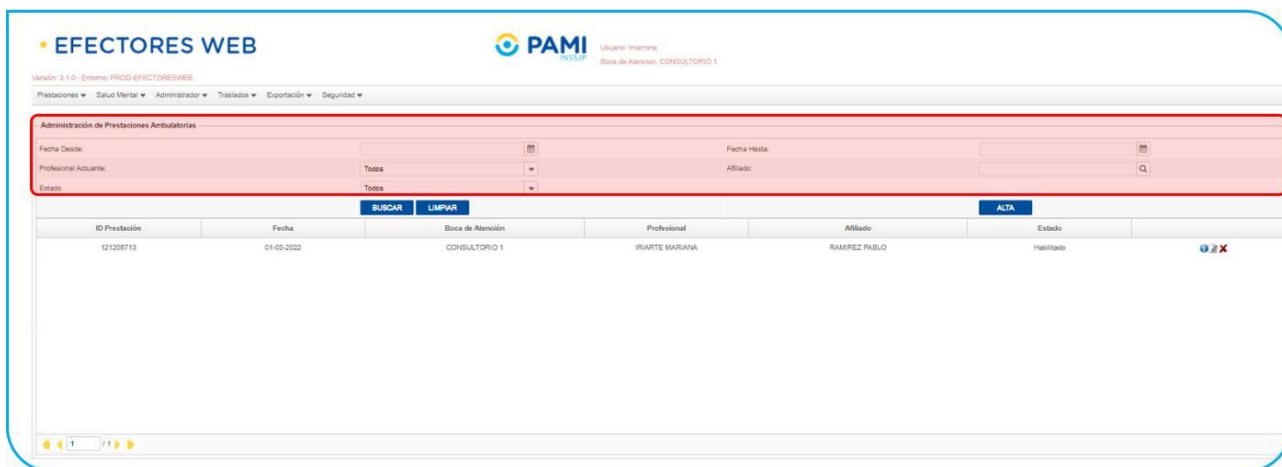 EFECTORES WEB
PAMI
INSSJP
Usuario: lmarrone
Boca de Atención: CONSULTORIO 1
Versión: 3.1.0 - Entorno: PROD-EFECTORESWEB
Prestaciones Salud Mental Administrador Traslados Exportación Seguridad
Administración de Prestaciones Ambulatorias
Fecha Desde: Fecha Hasta:
Profesional Actuante: Todos Afiliado:
Estado Todos
BUSCAR LIMPIAR ALTA
ID Prestación Fecha Boca de Atención Profesional Afiliado Estado
121205713 01-03-2022 CONSULTORIO 1 IRIARTE MARIANA RAMIREZ PABLO Habilitado
1 / 1